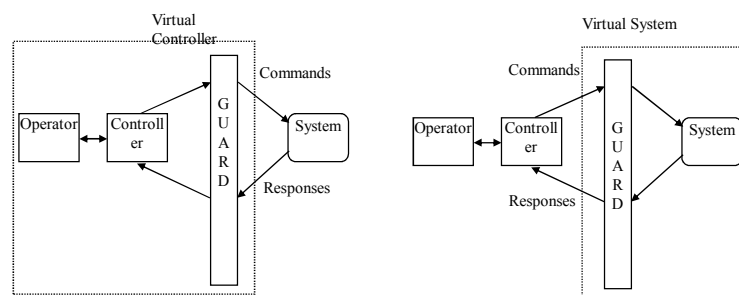 Virtual
Controller
Commands
G
U
A
R
D
Operator
Controll
er
System
Responses
Virtual System
Commands
G
U
A
R
D
Operator
Controll
er
System
Responses